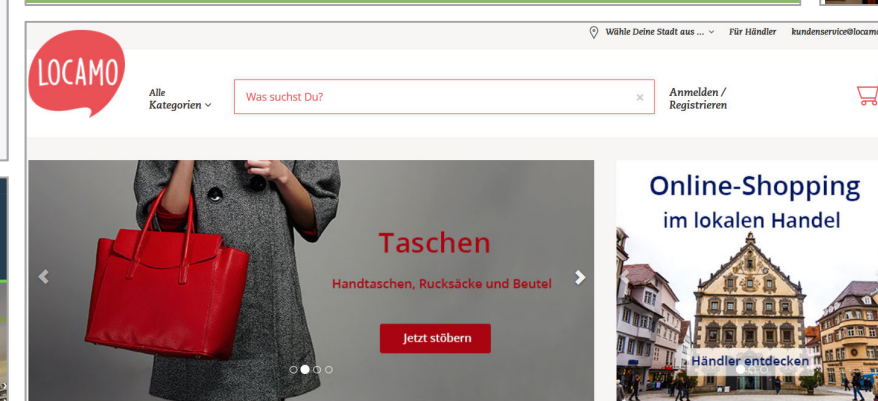 Wähle Deine Stadt aus ...
Für Händler
kundenservice@locamo
LOCAMO
Alle
Kategorien
Was suchst Du?
×
Anmelden /
Registrieren
Taschen
Handtaschen, Rucksäcke und Beutel
Jetzt stöbern
Online-Shopping
im lokalen Handel
Händler entdecken